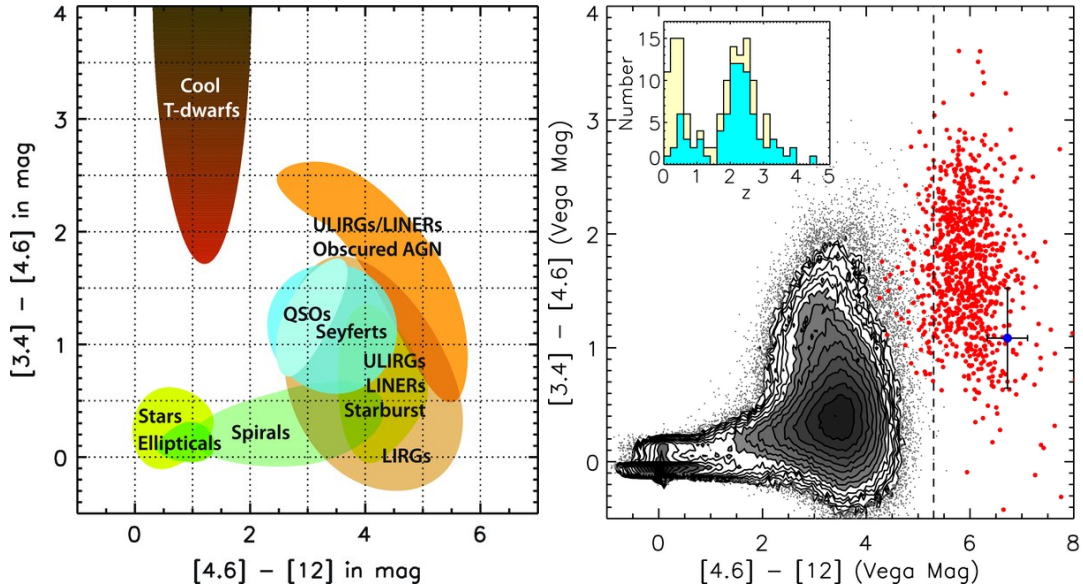 4
3
2
1
0
[3.4] – [4.6] in mag
Cool
T-dwarfs
ULIRGs/LINERs
Obscured AGN
QSOs
Seyferts
ULIRGs
LINERs
Starburst
LIRGs
Stars
Ellipticals
Spirals
0 2 4 6
[4.6] – [12] in mag
4
3
2
1
0
[3.4] – [4.6] (Vega Mag)
15
10
5
0
Number
0 1 2 3 4 5
z
0 2 4 6 8
[4.6] – [12] (Vega Mag)